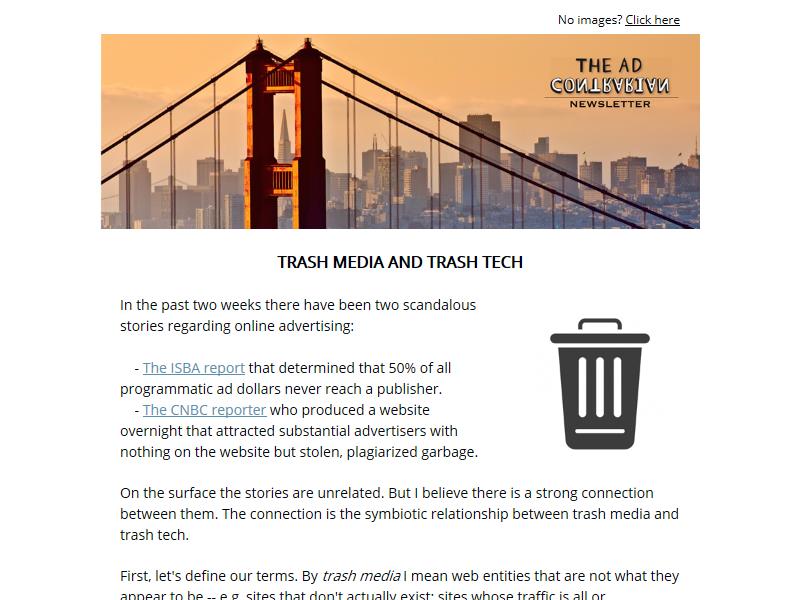 No images? Click here
THE AD
CONTRARIAN
NEWSLETTER
TRASH MEDIA AND TRASH TECH
In the past two weeks there have been two scandalous
stories regarding online advertising:
- The ISBA report that determined that 50% of all
programmatic ad dollars never reach a publisher.
- The CNBC reporter who produced a website
overnight that attracted substantial advertisers with
nothing on the website but stolen, plagiarized garbage.
On the surface the stories are unrelated. But I believe there is a strong connection
between them. The connection is the symbiotic relationship between trash media and
trash tech.
First, let's define our terms. By trash media I mean web entities that are not what they
appear to be -- e.g. sites that don't actually exist; sites whose traffic is all or